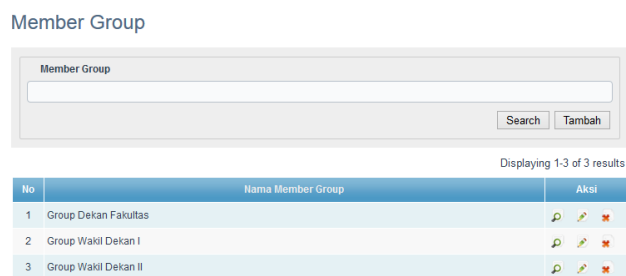 Member Group
Member Group
Search Tambah
Displaying 1-3 of 3 results
No Nama Member Group Aksi
1 Group Dekan Fakultas
2 Group Wakil Dekan I
3 Group Wakil Dekan II